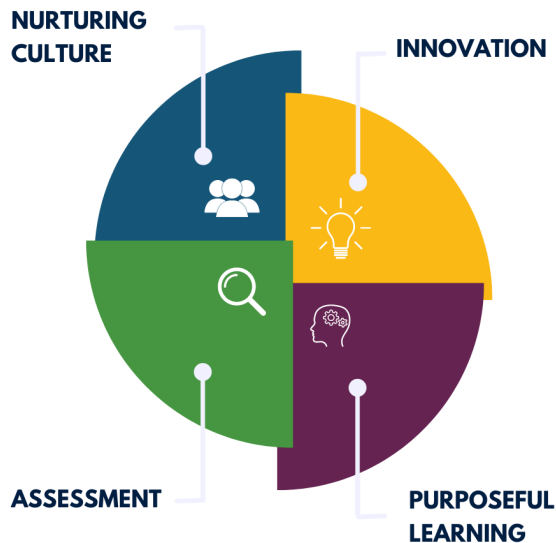 NURTURING
CULTURE
INNOVATION
ASSESSMENT
PURPOSEFUL
LEARNING